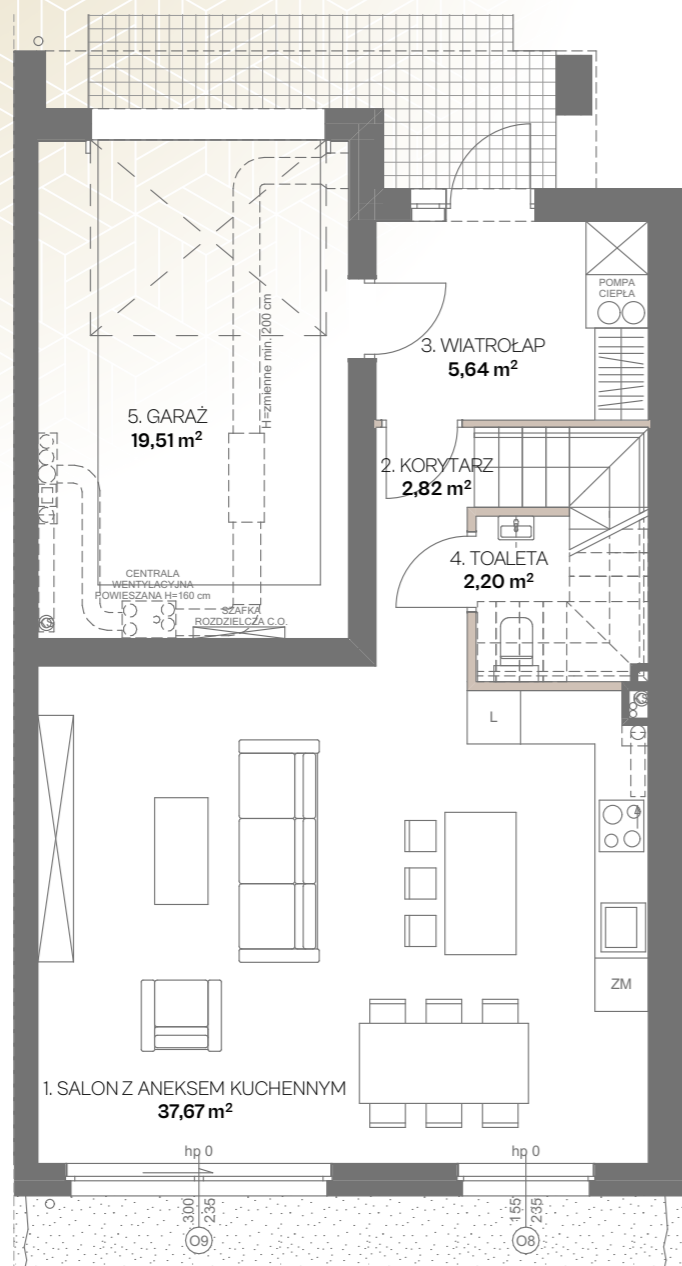 POMPA
CIEPŁA
3. WIATROŁAP
5,64 m²
H=zmienne min. 200 cm
5. GARAŻ
19,51 m²
2. KORYTARZ
2,82 m²
4. TOALETA
2,20 m²
CENTRALA
WENTYLACYJNA
POWIESZANA H=160 cm
SZAFKA
ROZDZIELCZA C.O.
KS
KS
L
ZM
1. SALON Z ANEKSEM KUCHENNYM
37,67 m²
hp 0
hp 0
300
235
155
235
O9
O8